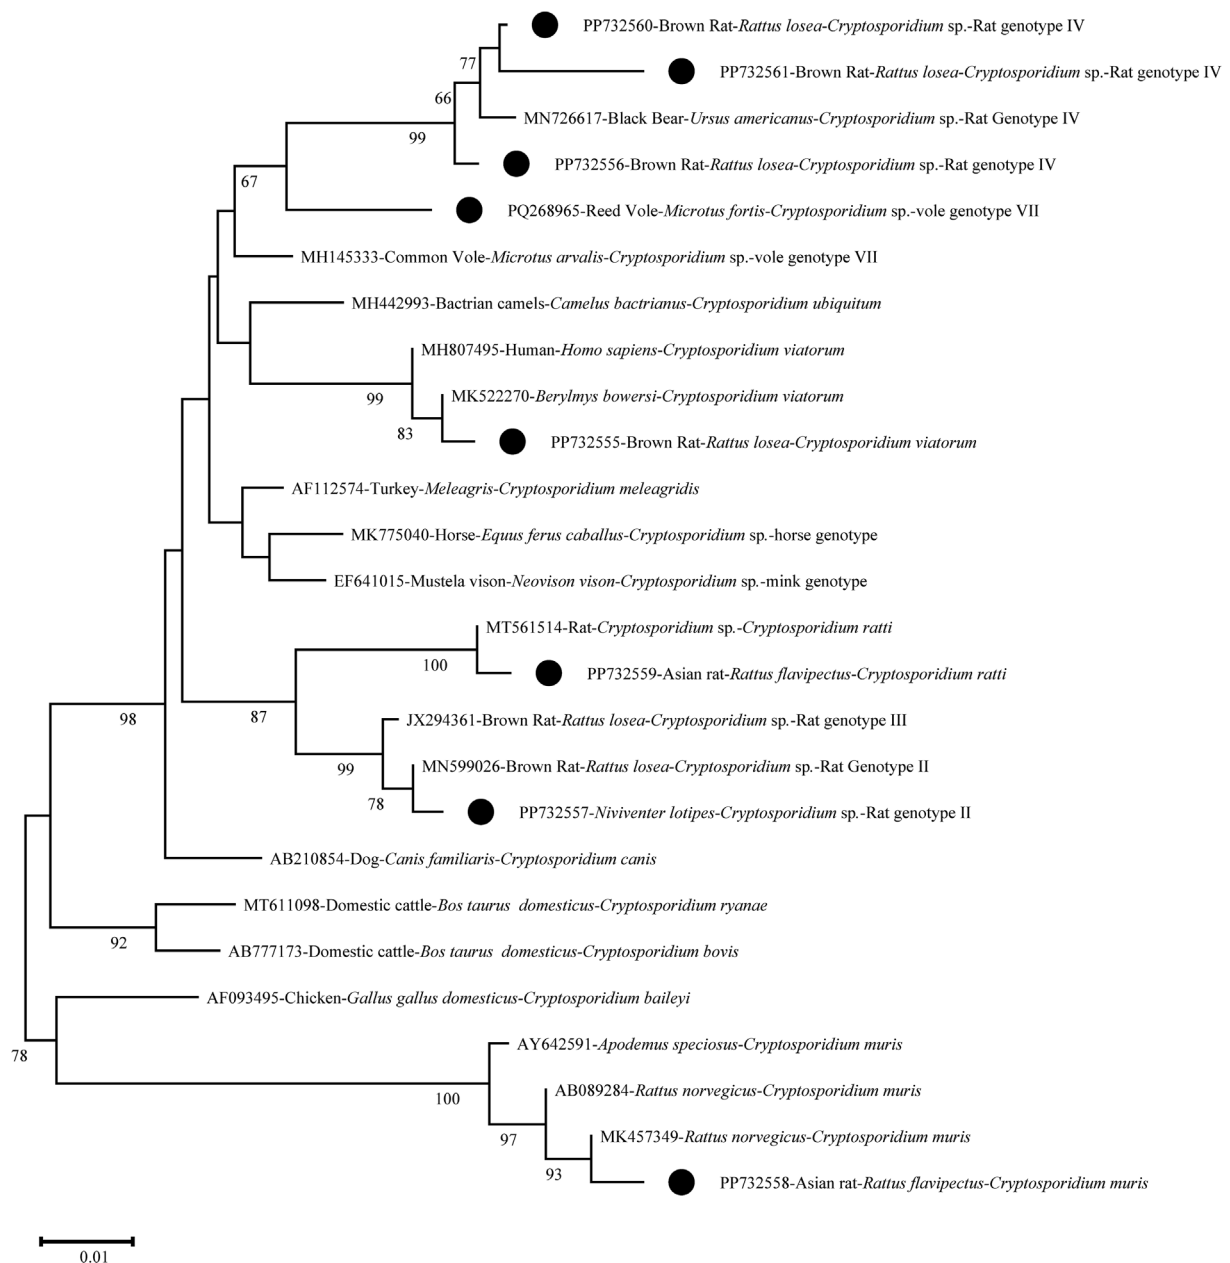 PP732560-Brown Rat-Rattus losea-Cryptosporidium sp.-Rat genotype IV
77
PP732561-Brown Rat-Rattus losea-Cryptosporidium sp.-Rat genotype IV
66
MN726617-Black Bear-Ursus americanus-Cryptosporidium sp.-Rat Genotype IV
99
PP732556-Brown Rat-Rattus losea-Cryptosporidium sp.-Rat genotype IV
67
PQ268965-Reed Vole-Microtus fortis-Cryptosporidium sp.-vole genotype VII
MH145333-Common Vole-Microtus arvalis-Cryptosporidium sp.-vole genotype VII
MH442993-Bactrian camels-Camelus bactrianus-Cryptosporidium ubiquitum
MH807495-Human-Homo sapiens-Cryptosporidium viatorum
99
MK522270-Berylmys bowersi-Cryptosporidium viatorum
83
PP732555-Brown Rat-Rattus losea-Cryptosporidium viatorum
AF112574-Turkey-Meleagris-Cryptosporidium meleagridis
MK775040-Horse-Equus ferus caballus-Cryptosporidium sp.-horse genotype
EF641015-Mustela vison-Neovison vison-Cryptosporidium sp.-mink genotype
MT561514-Rat-Cryptosporidium sp.-Cryptosporidium ratti
100
PP732559-Asian rat-Rattus flavipectus-Cryptosporidium ratti
98
87
JX294361-Brown Rat-Rattus losea-Cryptosporidium sp.-Rat genotype III
99
MN599026-Brown Rat-Rattus losea-Cryptosporidium sp.-Rat Genotype II
78
PP732557-Niviventer lotipes-Cryptosporidium sp.-Rat genotype II
AB210854-Dog-Canis familiaris-Cryptosporidium canis
MT611098-Domestic cattle-Bos taurus domesticus-Cryptosporidium ryanae
92
AB777173-Domestic cattle-Bos taurus domesticus-Cryptosporidium bovis
AF093495-Chicken-Gallus gallus domesticus-Cryptosporidium baileyi
78
AY642591-Apodemus speciosus-Cryptosporidium muris
100
AB089284-Rattus norvegicus-Cryptosporidium muris
97
MK457349-Rattus norvegicus-Cryptosporidium muris
93
PP732558-Asian rat-Rattus flavipectus-Cryptosporidium muris
0.01